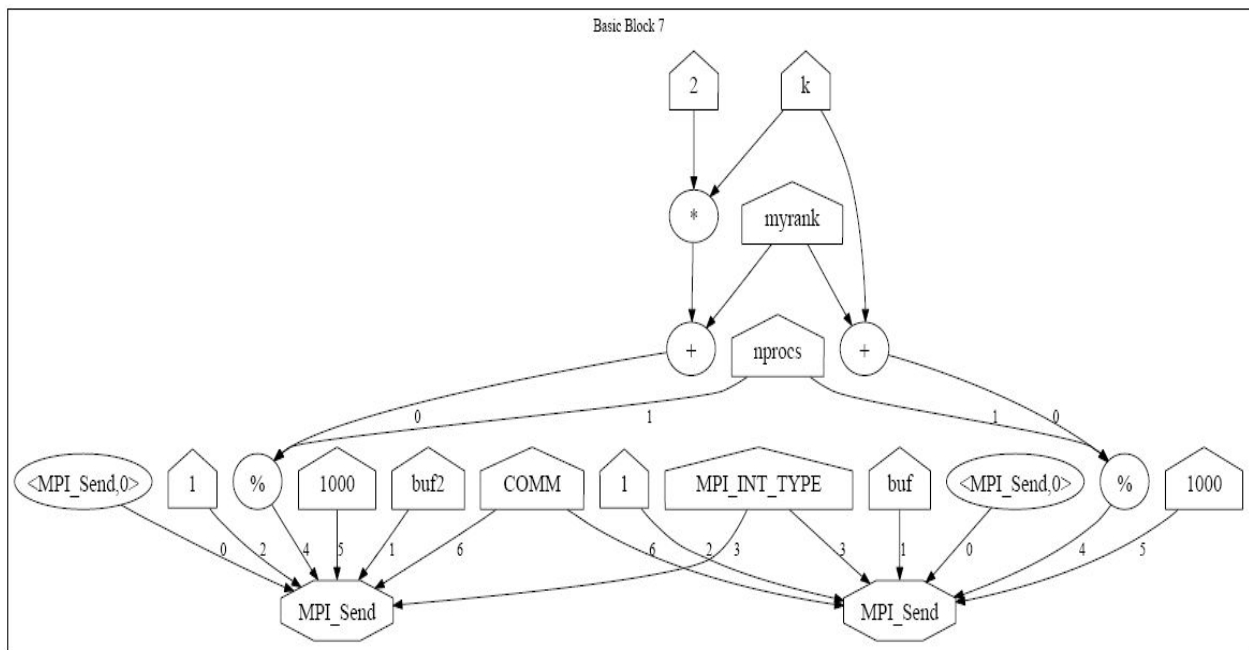 Basic Block 7
2 k
*
myrank
+ nprocs +
0 1 1 0
<MPI_Send,0> 1 % 1000 buf2 COMM 1 MPI_INT_TYPE buf <MPI_Send,0> % 1000
0 2 4 5 1 6 6 2 3 3 1 0 4 5
MPI_Send MPI_Send